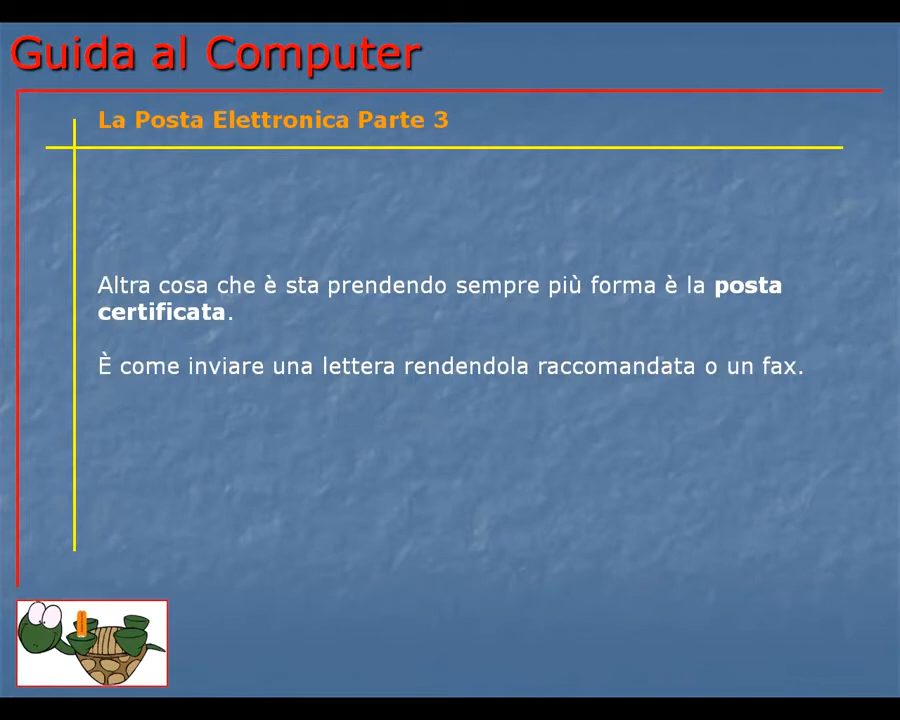 Guida al Computer
La Posta Elettronica Parte 3
Altra cosa che è sta prendendo sempre più forma è la posta
certificata.
È come inviare una lettera rendendola raccomandata o un fax.